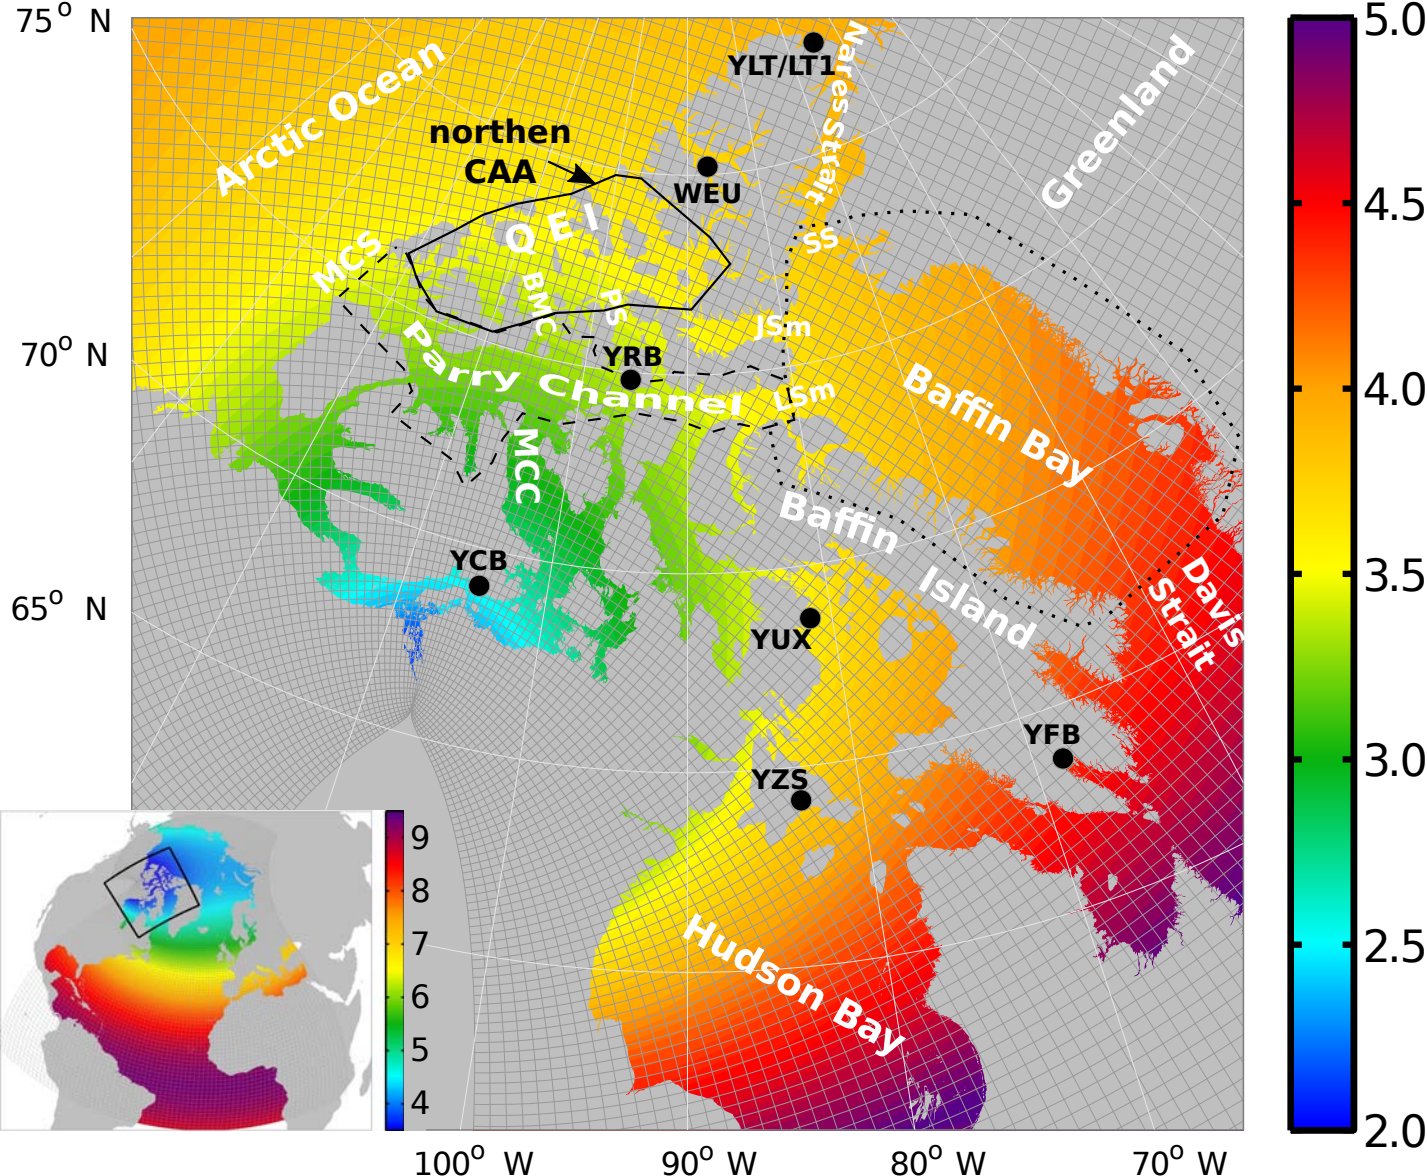 75° N
70° N
65° N
Arctic Ocean
northen
CAA
YLT/LT1
Nares Strait
Greenland
WEU
Q E I
SS
MCS
BMC
PS
JSm
YRB
Parry Channel
LSm
Baffin Bay
MCC
Baffin
Island
YCB
YUX
Davis
Strait
YFB
YZS
Hudson Bay
100° W
90° W
80° W
70° W
5.0
4.5
4.0
3.5
3.0
2.5
2.0
9
8
7
6
5
4